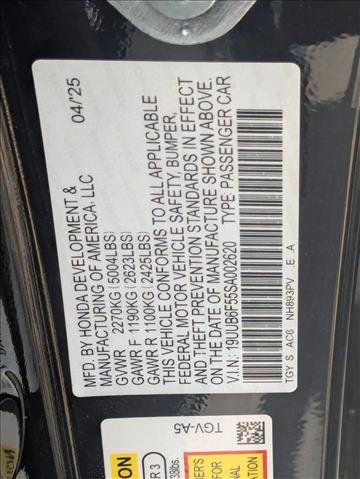 MFD. BY HONDA DEVELOPMENT & 04/25
MANUFACTURING OF AMERICA, LLC
GVWR 2270KG(5004LBS)
GAWR F 1190KG(2623LBS)
GAWR R 1100KG(2425LBS)
THIS VEHICLE CONFORMS TO ALL APPLICABLE
FEDERAL MOTOR VEHICLE SAFETY, BUMPER,
AND THEFT PREVENTION STANDARDS IN EFFECT
ON THE DATE OF MANUFACTURE SHOWN ABOVE.
V.I.N: 19UUB6F55SA002620
TYPE: PASSENGER CAR
TGY S AC6 NH893PV E A
TGV-A5